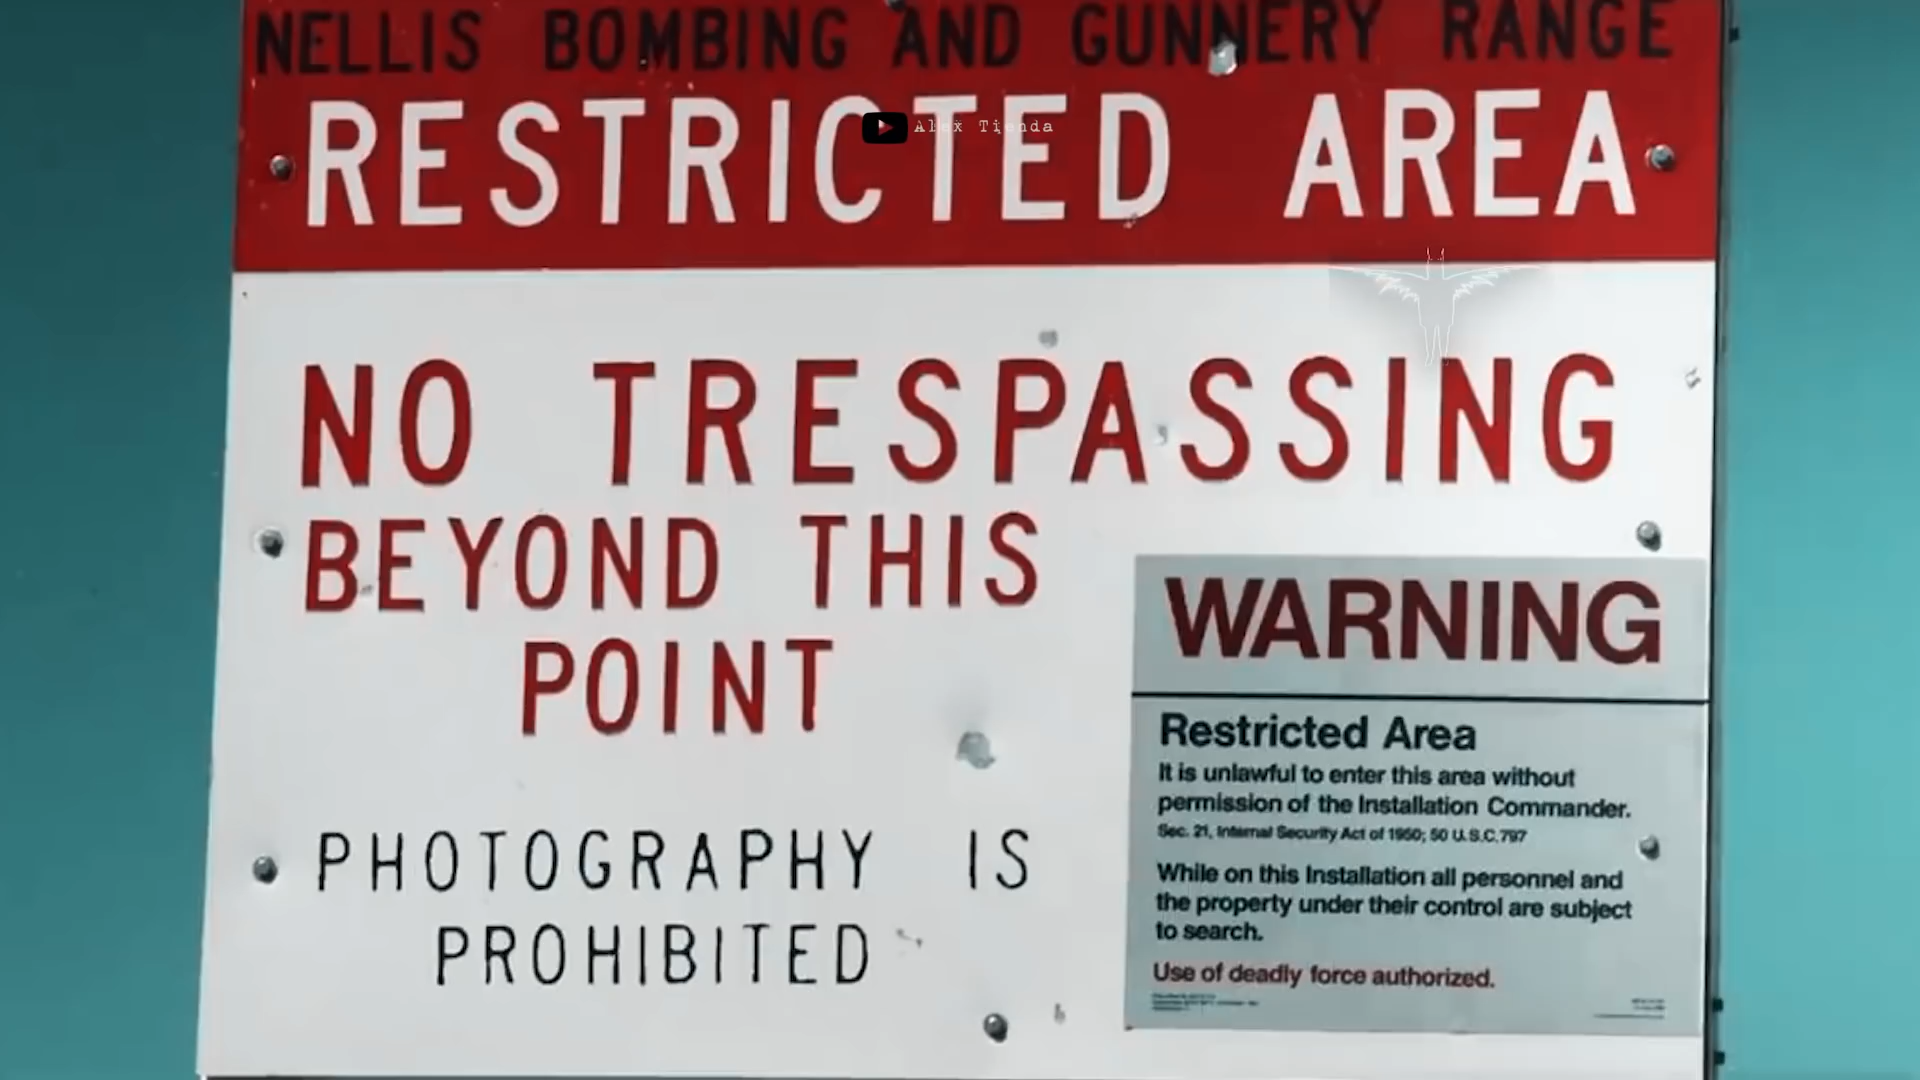 NELLIS BOMBING AND GUNNERY RANGE
RESTRICTED AREA
Alex Tienda
NO TRESPASSING
BEYOND THIS
POINT
PHOTOGRAPHY IS
PROHIBITED
WARNING
Restricted Area
It is unlawful to enter this area without
permission of the Installation Commander.
Sec. 21, Internal Security Act of 1950; 50 U.S.C. 797
While on this Installation all personnel and
the property under their control are subject
to search.
Use of deadly force authorized.